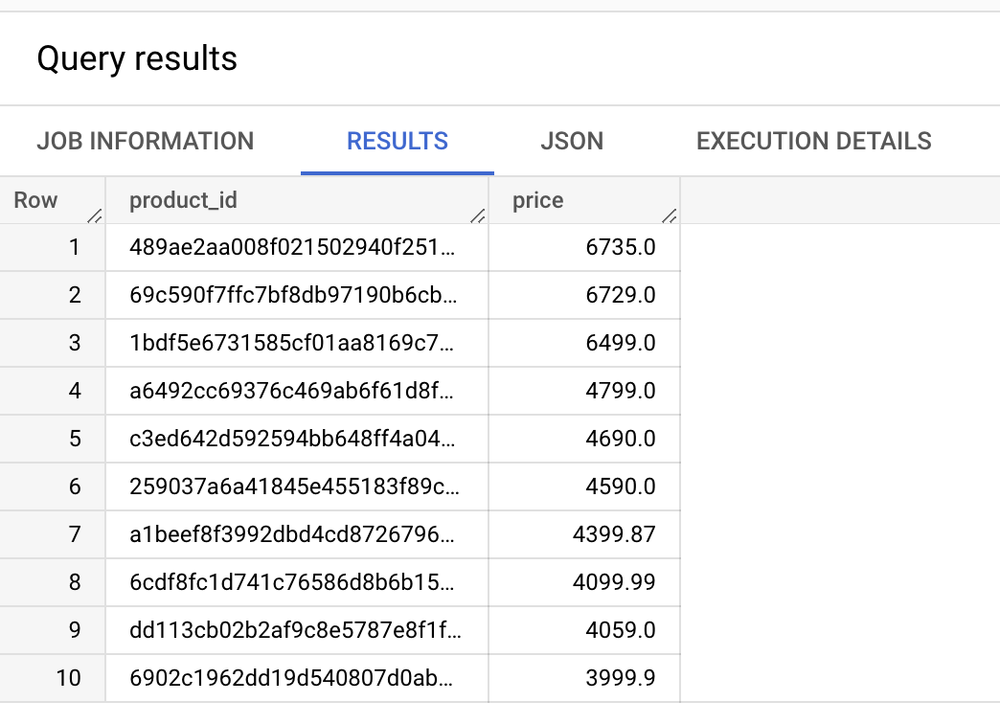 Query results
JOB INFORMATION RESULTS JSON EXECUTION DETAILS
Row product_id price
1 489ae2aa008f021502940f251... 6735.0
2 69c590f7ffc7bf8db97190b6cb... 6729.0
3 1bdf5e6731585cf01aa8169c7... 6499.0
4 a6492cc69376c469ab6f61d8f... 4799.0
5 c3ed642d592594bb648ff4a04... 4690.0
6 259037a6a41845e455183f89c... 4590.0
7 a1beef8f3992dbd4cd8726796... 4399.87
8 6cdf8fc1d741c76586d8b6b15... 4099.99
9 dd113cb02b2af9c8e5787e8f1f... 4059.0
10 6902c1962dd19d540807d0ab... 3999.9